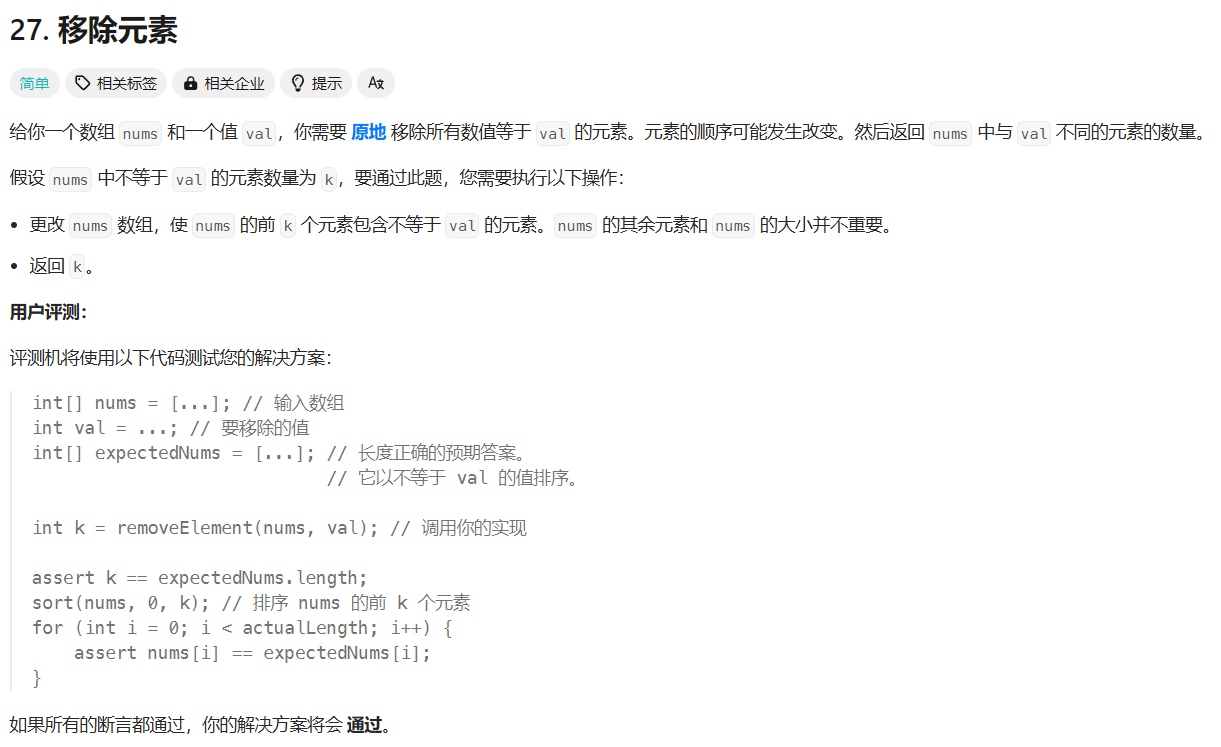 27. 移除元素
简单 相关标签 相关企业 提示 A文
给你一个数组 nums 和一个值 val，你需要 原地 移除所有数值等于 val 的元素。元素的顺序可能发生改变。然后返回 nums 中与 val 不同的元素的数量。
假设 nums 中不等于 val 的元素数量为 k，要通过此题，您需要执行以下操作：
• 更改 nums 数组，使 nums 的前 k 个元素包含不等于 val 的元素。nums 的其余元素和 nums 的大小并不重要。
• 返回 k。
用户评测：
评测机将使用以下代码测试您的解决方案：
int[] nums = [...]; // 输入数组
int val = ...; // 要移除的值
int[] expectedNums = [...]; // 长度正确的预期答案。
// 它以不等于 val 的值排序。
int k = removeElement(nums, val); // 调用你的实现
assert k == expectedNums.length;
sort(nums, 0, k); // 排序 nums 的前 k 个元素
for (int i = 0; i < actualLength; i++) {
    assert nums[i] == expectedNums[i];
}
如果所有的断言都通过，你的解决方案将会 通过。